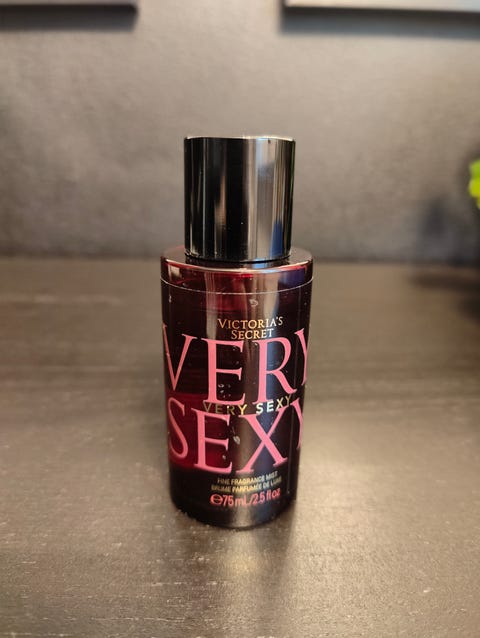 VICTORIA'S
SECRET
VERY
VERY SEXY
SEXY
FINE FRAGRANCE MIST
BRUME PARFUMÉE DE LUXE
℮75 mL/2.5 fl oz